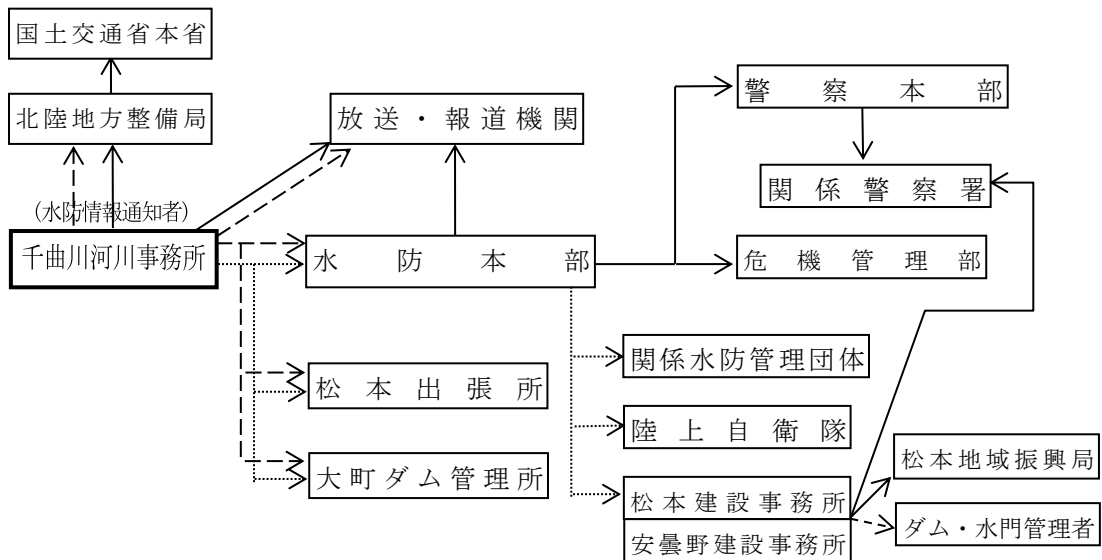 国土交通省本省
北陸地方整備局
放送・報道機関
警察本部
関係警察署
(水防情報通知者)
千曲川河川事務所
水防本部
危機管理部
関係水防管理団体
松本出張所
陸上自衛隊
大町ダム管理所
松本建設事務所
安曇野建設事務所
松本地域振興局
ダム・水門管理者